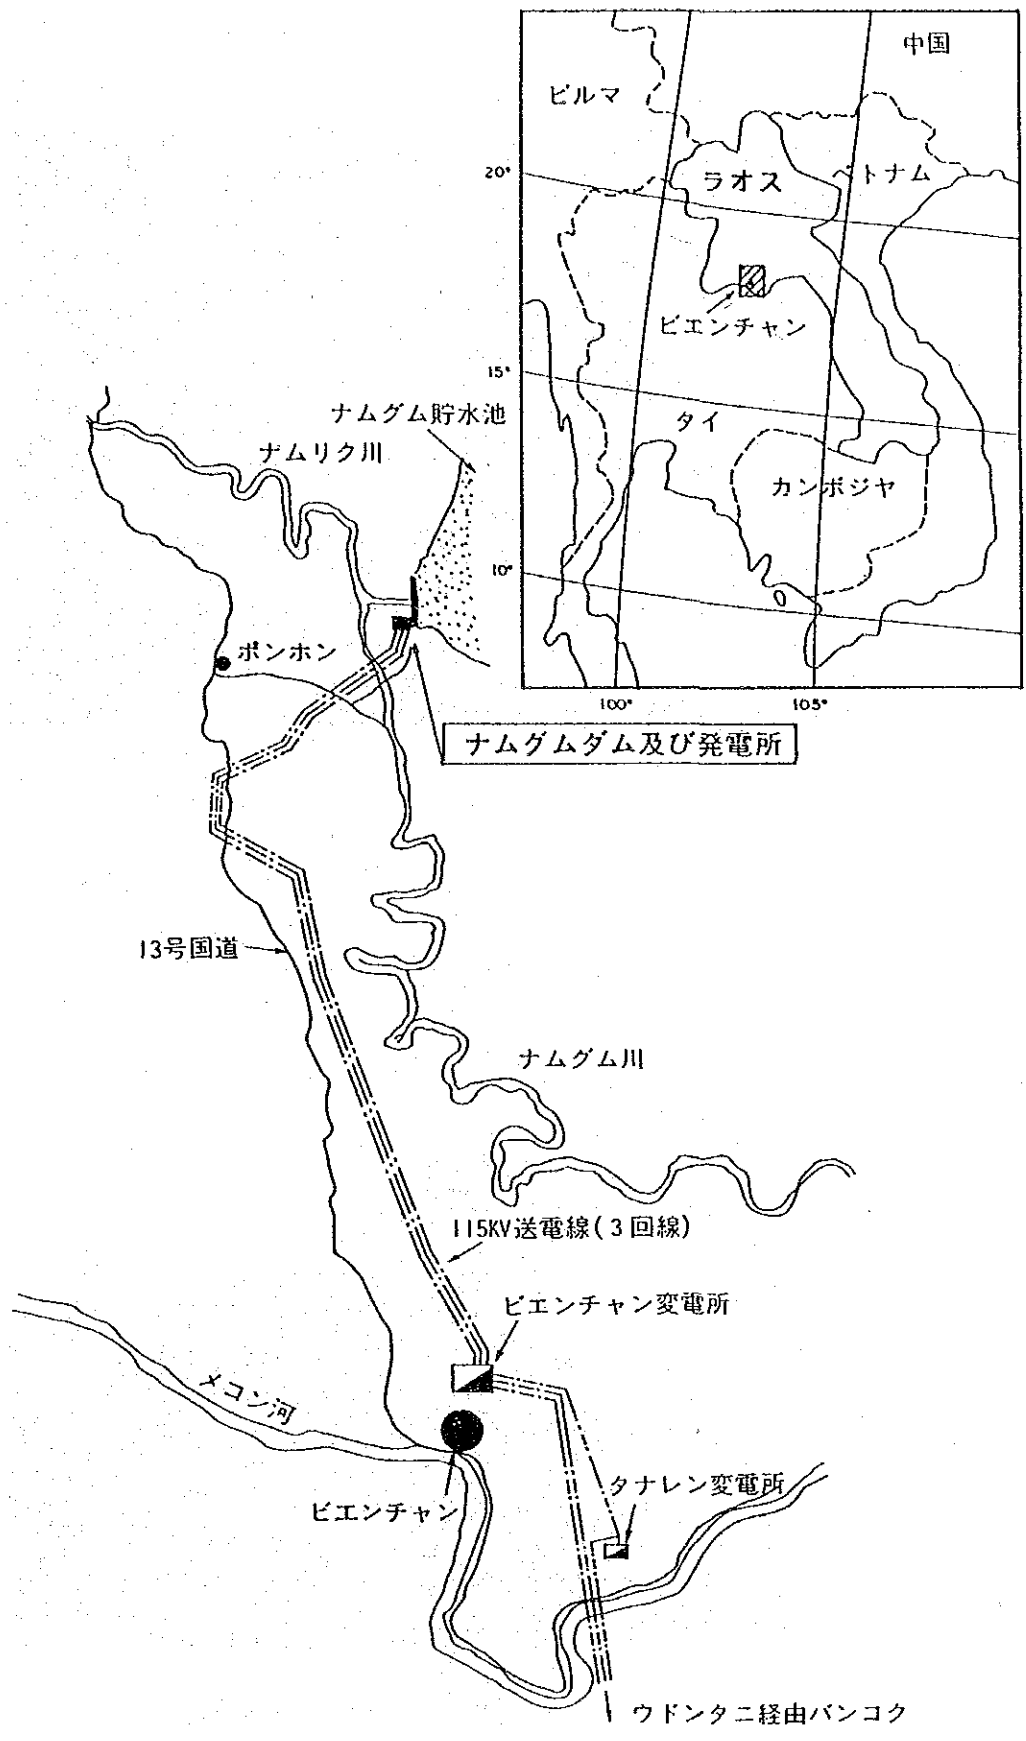 中国
ビルマ
20°
ラオス
ベトナム
ビエンチャン
15°
タイ
カンボジヤ
10°
100°
105°
ナムグム貯水池
ナムリク川
ポンホン
ナムグムダム及び発電所
13号国道
ナムグム川
115KV送電線(3回線)
ビエンチャン変電所
メコン河
ビエンチャン
タナレン変電所
ウドンタニ経由バンコク